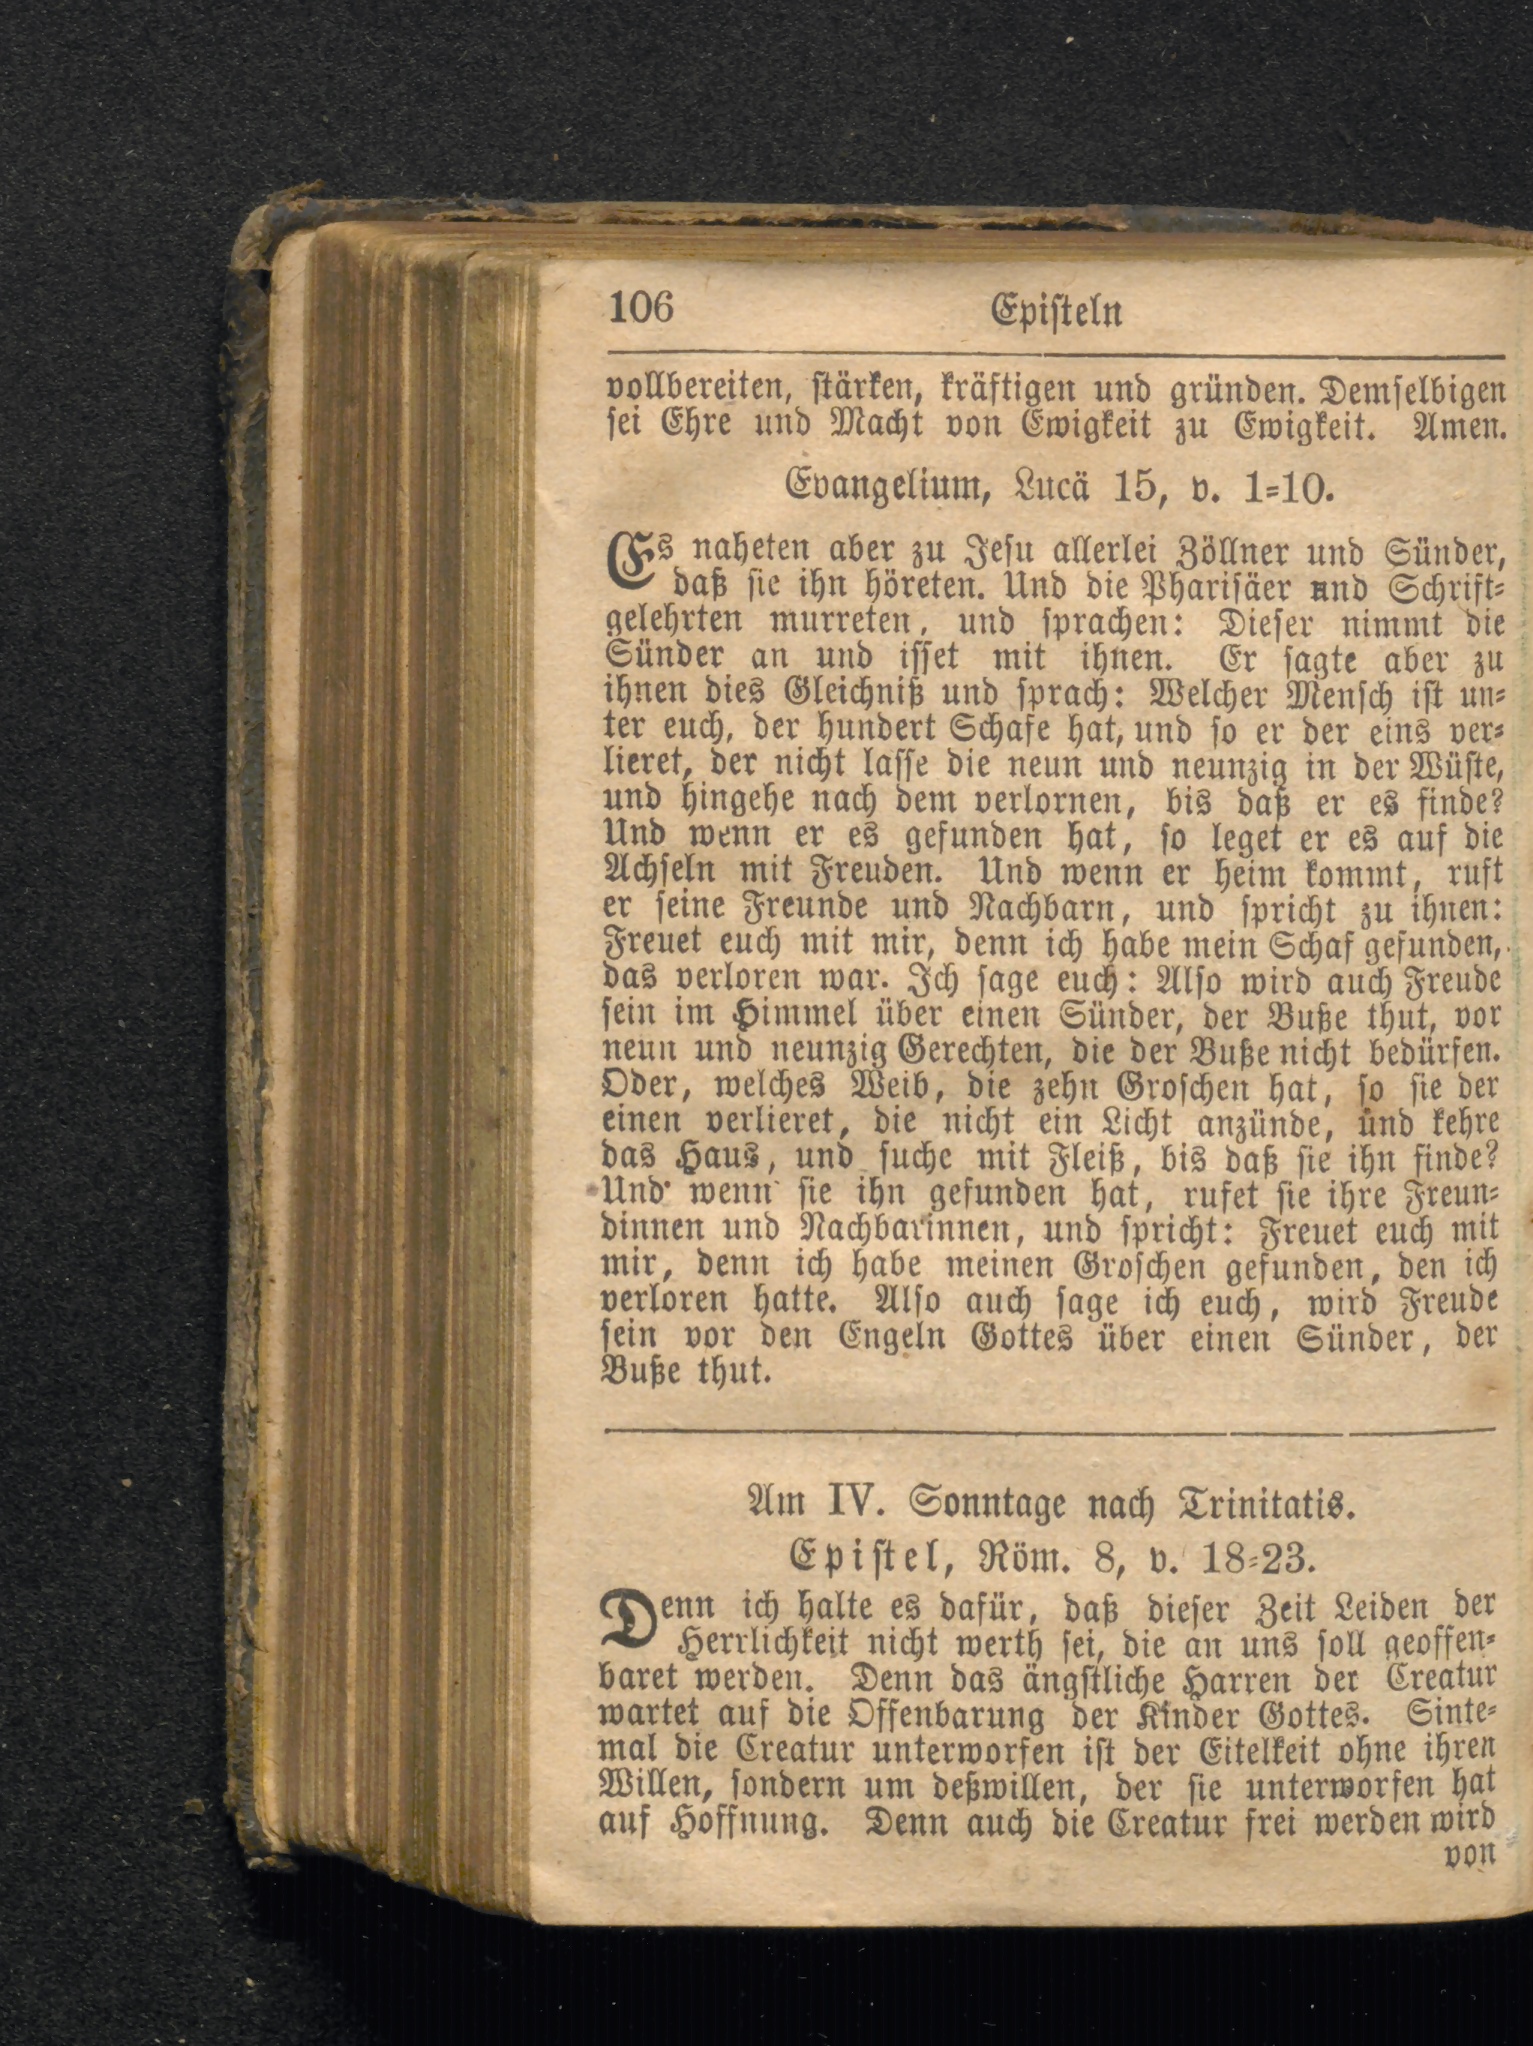 106 Episteln
vollbereiten, stärken, kräftigen und gründen. Demselbigen
sei Ehre und Macht von Ewigkeit zu Ewigkeit. Amen.
Evangelium, Lucä 15, v. 1=10.
Es naheten aber zu Jesu allerlei Zöllner und Sünder,
daß sie ihn höreten. Und die Pharisäer und Schrift=
gelehrten murreten, und sprachen: Dieser nimmt die
Sünder an und isset mit ihnen. Er sagte aber zu
ihnen dies Gleichniß und sprach: Welcher Mensch ist un=
ter euch, der hundert Schafe hat, und so er der eins ver=
lieret, der nicht lasse die neun und neunzig in der Wüste,
und hingehe nach dem verlornen, bis daß er es finde?
Und wenn er es gefunden hat, so leget er es auf die
Achseln mit Freuden. Und wenn er heim kommt, ruft
er seine Freunde und Nachbarn, und spricht zu ihnen:
Freuet euch mit mir, denn ich habe mein Schaf gefunden,
das verloren war. Ich sage euch: Also wird auch Freude
sein im Himmel über einen Sünder, der Buße thut, vor
neun und neunzig Gerechten, die der Buße nicht bedürfen.
Oder, welches Weib, die zehn Groschen hat, so sie der
einen verlieret, die nicht ein Licht anzünde, und kehre
das Haus, und suche mit Fleiß, bis daß sie ihn finde?
Und wenn sie ihn gefunden hat, rufet sie ihre Freun=
dinnen und Nachbarinnen, und spricht: Freuet euch mit
mir, denn ich habe meinen Groschen gefunden, den ich
verloren hatte. Also auch sage ich euch, wird Freude
sein vor den Engeln Gottes über einen Sünder, der
Buße thut.
Am IV. Sonntage nach Trinitatis.
Epistel, Röm. 8, v. 18=23.
Denn ich halte es dafür, daß dieser Zeit Leiden der
Herrlichkeit nicht werth sei, die an uns soll geoffen=
baret werden. Denn das ängstliche Harren der Creatur
wartet auf die Offenbarung der Kinder Gottes. Sinte=
mal die Creatur unterworfen ist der Eitelkeit ohne ihren
Willen, sondern um deßwillen, der sie unterworfen hat
auf Hoffnung. Denn auch die Creatur frei werden wird
von